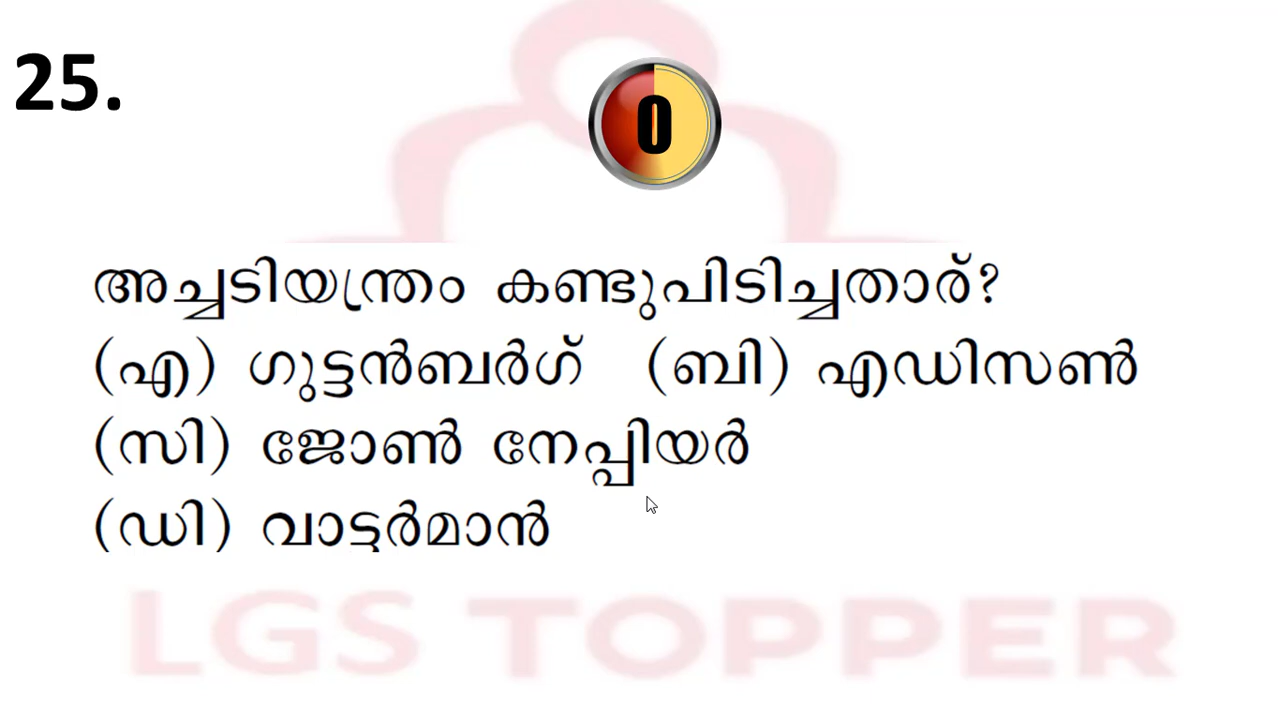 25.
0
അച്ചടിയന്ത്രം കണ്ടുപിടിച്ചതാര്?
(എ) ഗുട്ടൻബർഗ് (ബി) എഡിസൺ
(സി) ജോൺ നേപ്പിയർ
(ഡി) വാട്ടർമാൻ
LGS TOPPER